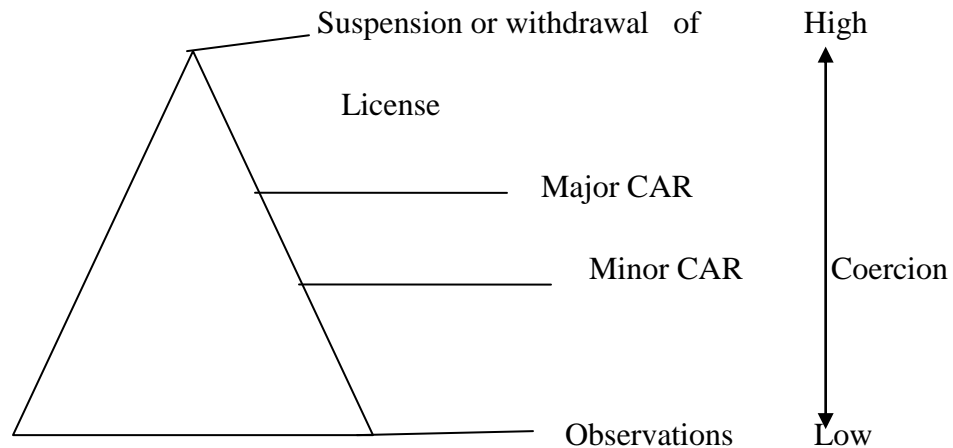 Suspension or withdrawal of High
License
Major CAR
Minor CAR Coercion
Observations Low